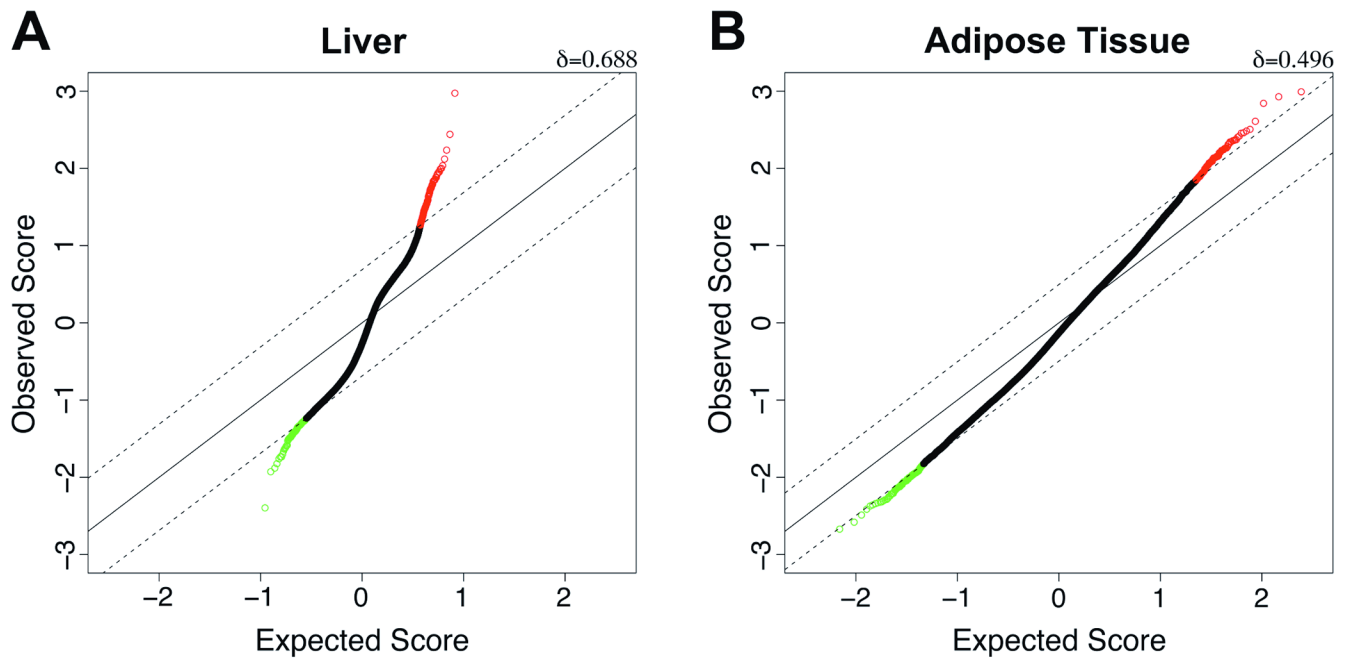 A
Liver
δ=0.688
3
2
1
0
−1
−2
−3
Observed Score
−2
−1
0
1
2
Expected Score
B
Adipose Tissue
δ=0.496
3
2
1
0
−1
−2
−3
Observed Score
−2
−1
0
1
2
Expected Score